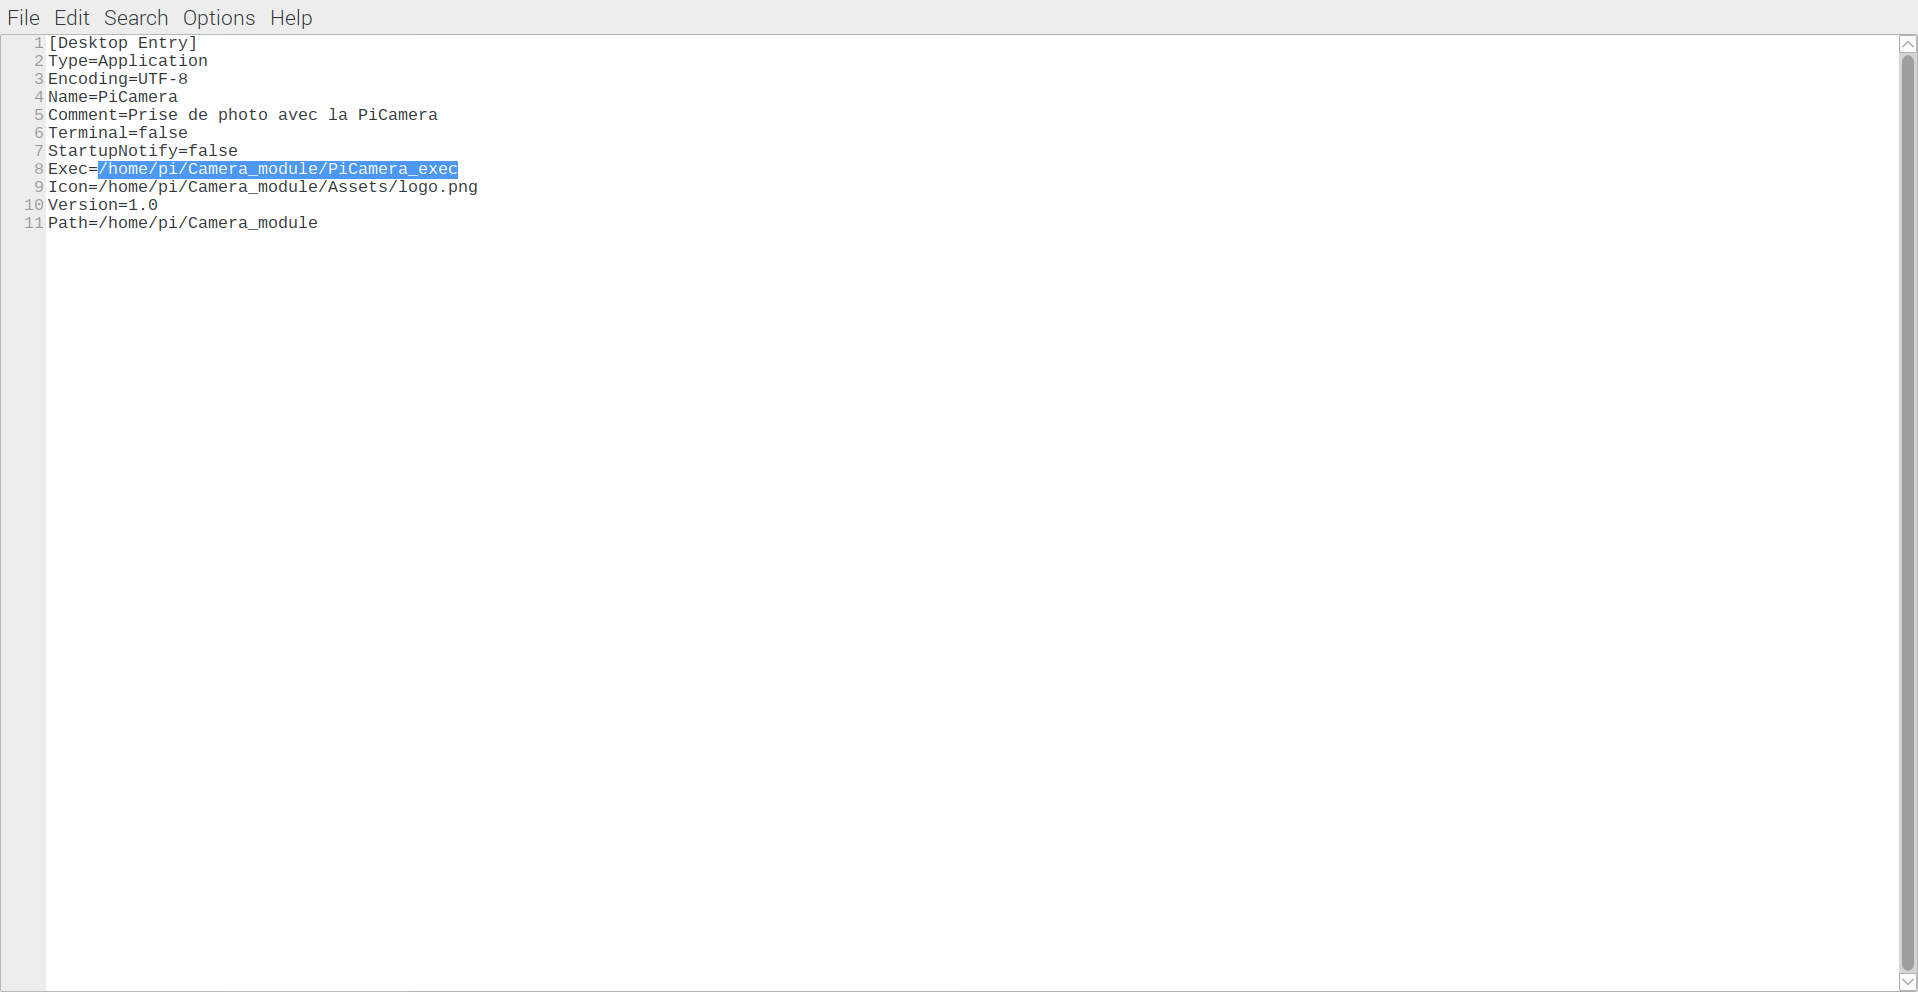 File Edit Search Options Help
1 [Desktop Entry]
2 Type=Application
3 Encoding=UTF-8
4 Name=PiCamera
5 Comment=Prise de photo avec la PiCamera
6 Terminal=false
7 StartupNotify=false
8 Exec=/home/pi/Camera_module/PiCamera_exec
9 Icon=/home/pi/Camera_module/Assets/logo.png
10 Version=1.0
11 Path=/home/pi/Camera_module